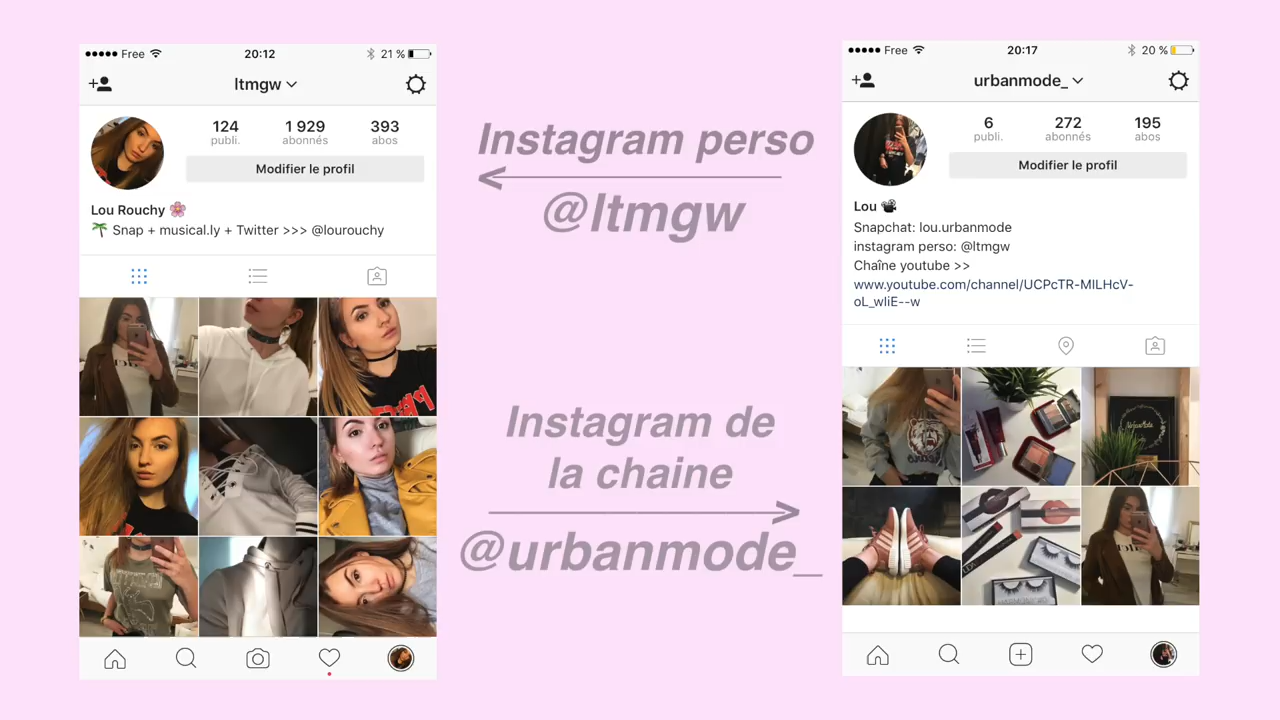 Free
20:12
21 %
ltmgw
124
publi.
1 929
abonnés
393
abos
Modifier le profil
Lou Rouchy
Snap + musical.ly + Twitter >>> @lourouchy
Instagram perso
@ltmgw
Instagram de
la chaine
@urbanmode_
Free
20:17
20 %
urbanmode_
6
publi.
272
abonnés
195
abos
Modifier le profil
Lou
Snapchat: lou.urbanmode
instagram perso: @ltmgw
Chaîne youtube >>
www.youtube.com/channel/UCPcTR-MILHcV-
oL_wliE--w